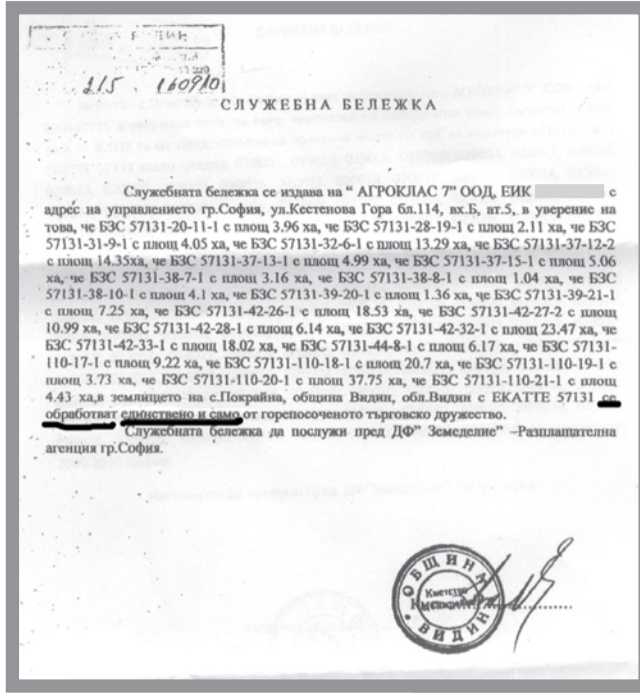 215 160910
СЛУЖЕБНА БЕЛЕЖКА
Служебната бележка се издава на “ АГРОКЛАС 7” ООД, ЕИК с
адрес на управлението гр.София, ул.Кестенова Гора бл.114, вх.Б, ат.5, в уверение на
това, че БЗС 57131-20-11-1 с площ 3.96 ха, че БЗС 57131-28-19-1 с площ 2.11 ха, че БЗС
57131-31-9-1 с площ 4.05 ха, че БЗС 57131-32-6-1 с площ 13.29 ха, че БЗС 57131-37-12-2
с площ 14.35ха, че БЗС 57131-37-13-1 с площ 4.99 ха, че БЗС 57131-37-15-1 с площ 5.06
ха, че БЗС 57131-38-7-1 с площ 3.16 ха, че БЗС 57131-38-8-1 с площ 1.04 ха, че БЗС
57131-38-10-1 с площ 4.1 ха, че БЗС 57131-39-20-1 с площ 1.36 ха, че БЗС 57131-39-21-1
с площ 7.25 ха, че БЗС 57131-42-26-1 с площ 18.53 ха, че БЗС 57131-42-27-2 с площ
10.99 ха, че БЗС 57131-42-28-1 с площ 6.14 ха, че БЗС 57131-42-32-1 с площ 23.47 ха, че
БЗС 57131-42-33-1 с площ 18.02 ха, че БЗС 57131-44-8-1 с площ 6.17 ха, че БЗС 57131-
110-17-1 с площ 9.22 ха, че БЗС 57131-110-18-1 с площ 20.7 ха, че БЗС 57131-110-19-1 с
площ 3.73 ха, че БЗС 57131-110-20-1 с площ 37.75 ха, че БЗС 57131-110-21-1 с площ
4.43 ха,в землището на с.Покрайна, община Видин, обл.Видин с ЕКАТТЕ 57131 се
обработват единствено и само от горепосоченото търговско дружество.
Служебната бележка да послужи пред ДФ” Земсделие” –Разплащателна
агенция гр.София.
ОБЩИНА
Кметство
ВИДИН